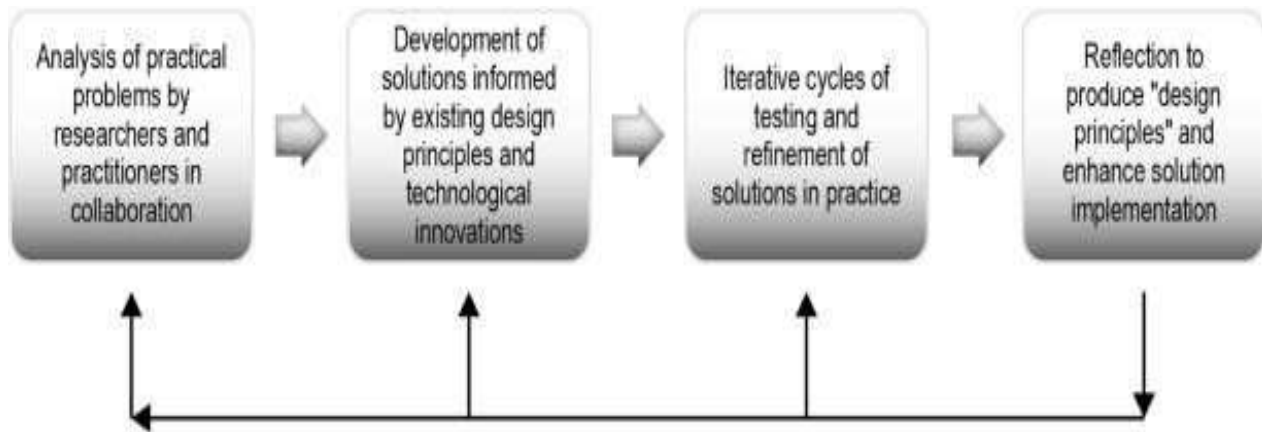 Analysis of practical
problems by
researchers and
practitioners in
collaboration
Development of
solutions informed
by existing design
principles and
technological
innovations
Iterative cycles of
testing and
refinement of
solutions in practice
Reflection to
produce "design
principles" and
enhance solution
implementation